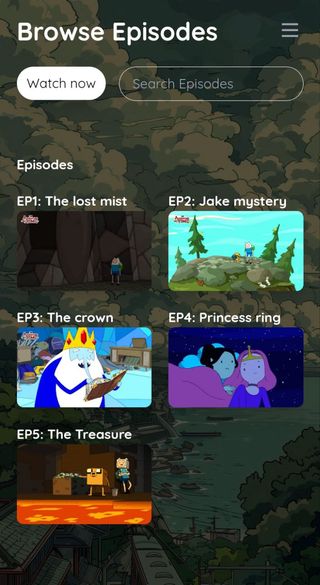 Browse Episodes
Watch now
Search Episodes
Episodes
EP1: The lost mist
EP2: Jake mystery
EP3: The crown
EP4: Princess ring
EP5: The Treasure